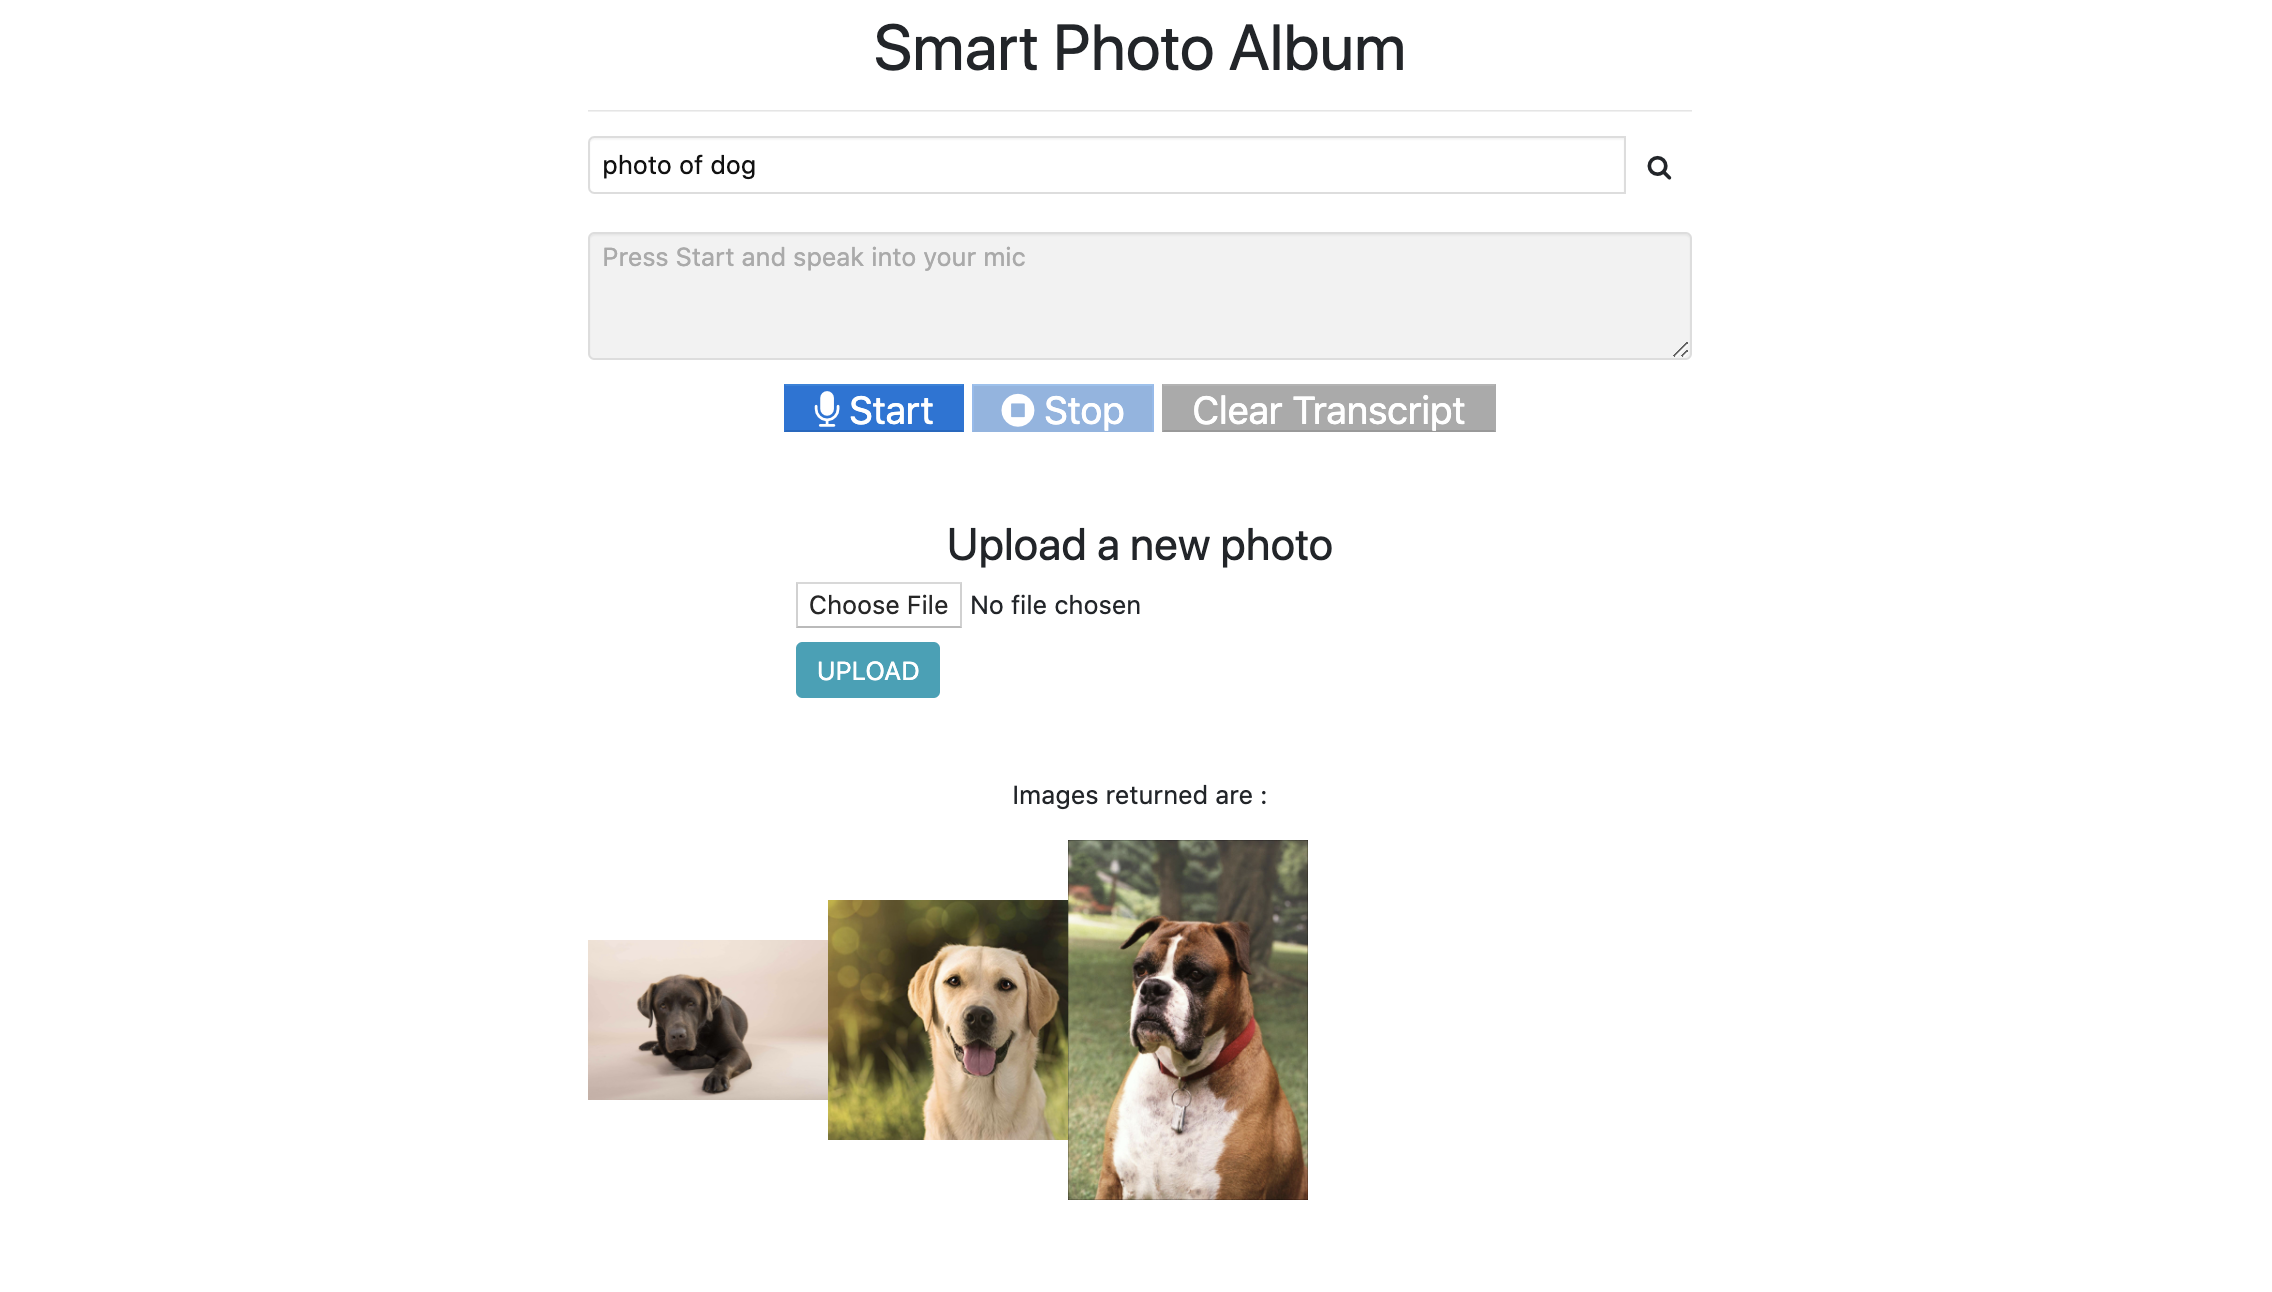 Smart Photo Album
photo of dog
Press Start and speak into your mic
Start Stop Clear Transcript
Upload a new photo
Choose File No file chosen
UPLOAD
Images returned are :